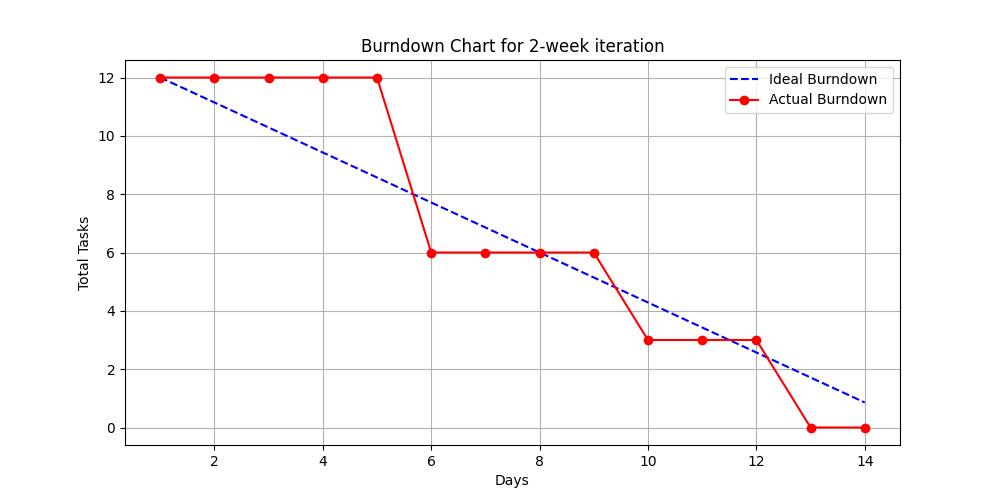 Burndown Chart for 2-week iteration
Ideal Burndown
Actual Burndown
12
10
8
6
4
2
0
Total Tasks
2 4 6 8 10 12 14
Days